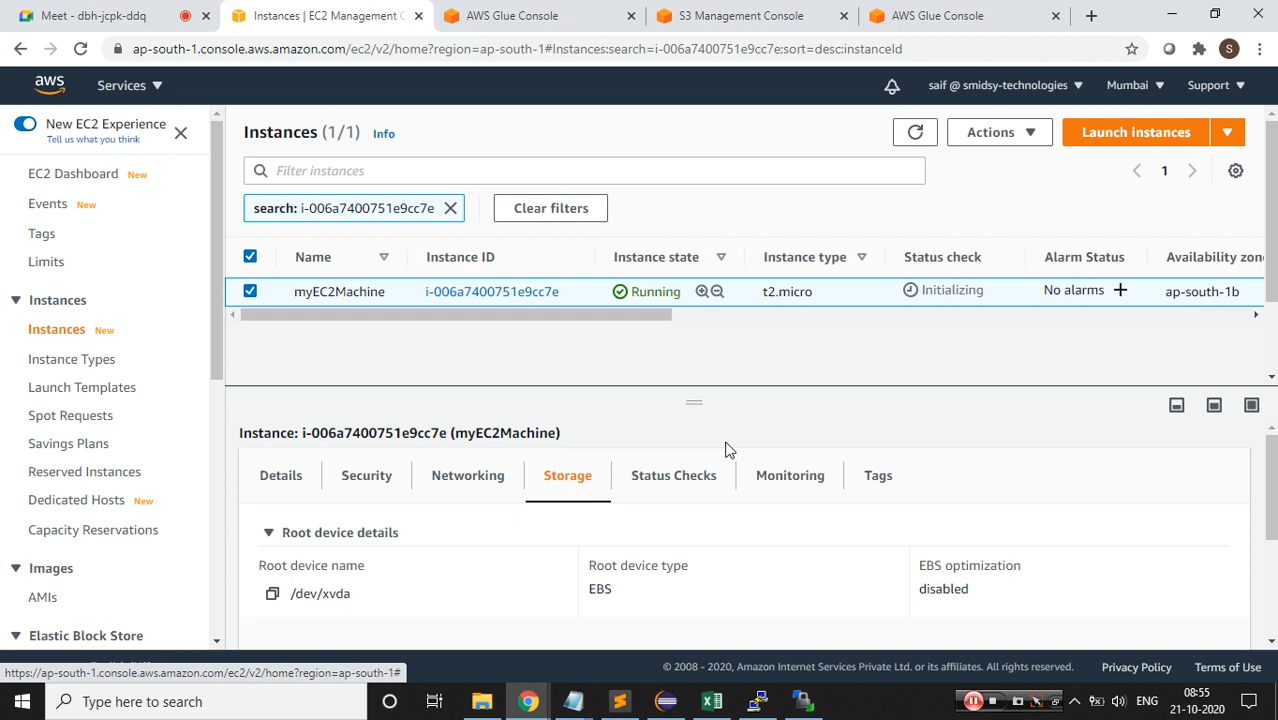 Meet - dbh-jcpk-ddq
Instances | EC2 Management C
AWS Glue Console
S3 Management Console
AWS Glue Console
ap-south-1.console.aws.amazon.com/ec2/v2/home?region=ap-south-1#Instances:search=i-006a7400751e9cc7e;sort=desc:instanceId
S
aws
Services
saif @ smidsy-technologies
Mumbai
Support
New EC2 Experience
Tell us what you think
EC2 Dashboard New
Events New
Tags
Limits
Instances
Instances New
Instance Types
Launch Templates
Spot Requests
Savings Plans
Reserved Instances
Dedicated Hosts New
Capacity Reservations
Images
AMIs
Elastic Block Store
Instances (1/1) Info
Actions
Launch instances
Filter instances
1
search: i-006a7400751e9cc7e
Clear filters
Name Instance ID Instance state Instance type Status check Alarm Status Availability zon
myEC2Machine i-006a7400751e9cc7e Running t2.micro Initializing No alarms ap-south-1b
Instance: i-006a7400751e9cc7e (myEC2Machine)
Details Security Networking Storage Status Checks Monitoring Tags
Root device details
Root device name Root device type EBS optimization
/dev/xvda EBS disabled
https://ap-south-1.console.aws.amazon.com/ec2/v2/home?region=ap-south-1#
© 2008 - 2020, Amazon Internet Services Private Ltd. or its affiliates. All rights reserved.
Privacy Policy
Terms of Use
Type here to search
ENG
08:55
21-10-2020